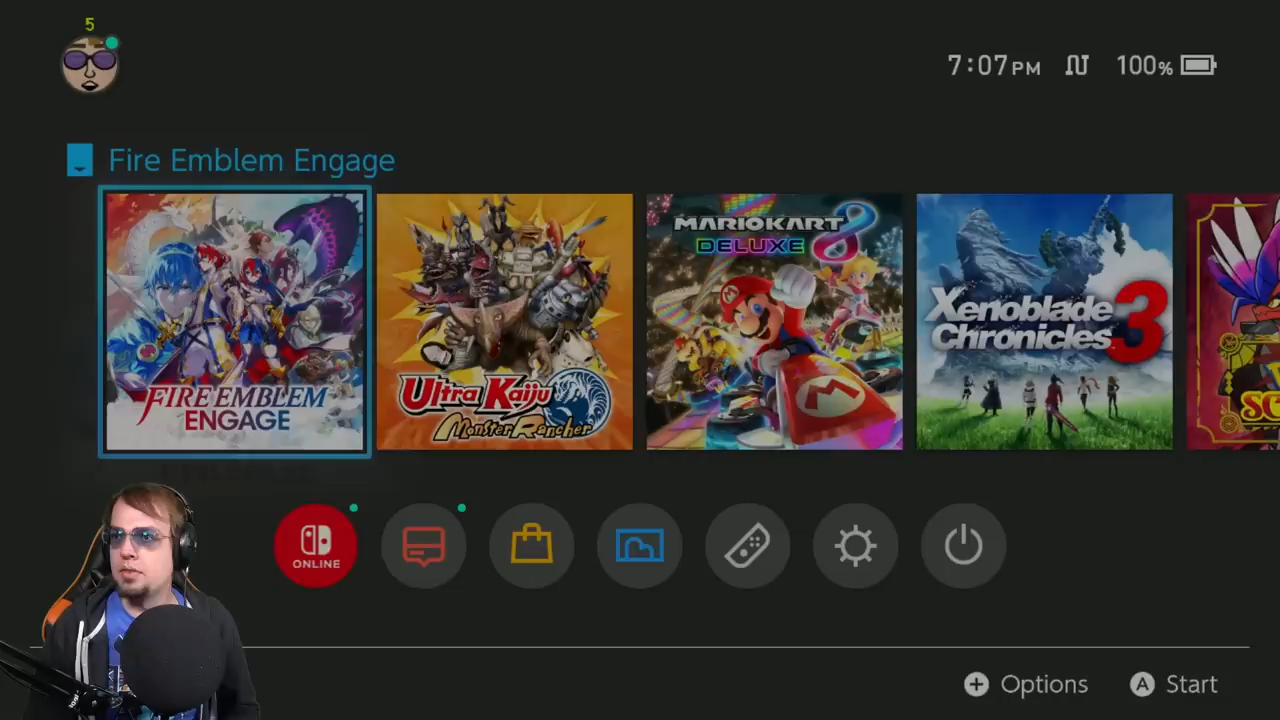 5
7:07PM 100%
Fire Emblem Engage
FIRE EMBLEM
ENGAGE
ULTRA KAIJU
Monster Rancher
MARIOKART 8
DELUXE
Xenoblade
Chronicles 3
ONLINE
Options
Start